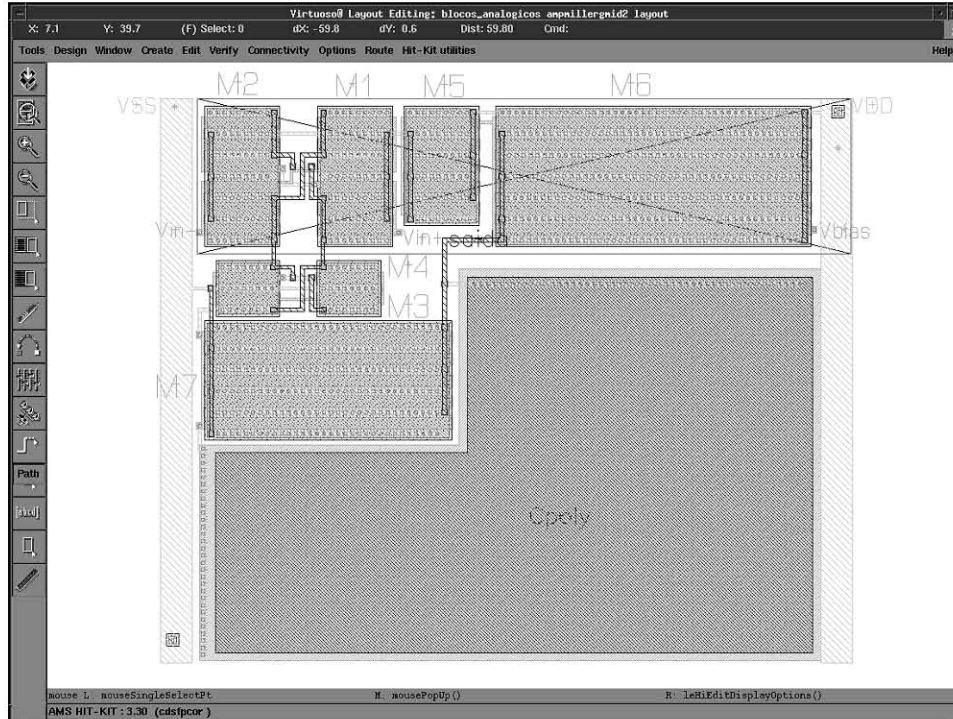 Virtuoso® Layout Editing: blocos_analogicos ampmillergmid2 layout
X: 7.1 Y: 39.7 (F) Select: 0 dX: -59.8 dY: 0.6 Dist: 59.80 Cmd:
Tools Design Window Create Edit Verify Connectivity Options Route Hit-Kit utilities Help
M2 M1 M5 M6
VSS VDD
Vin- Vin+ saida Vbias
M4
M3
M7
Path
[abcd]
Cpoly
mouse L: mouseSingleSelectPt M: mousePopUp() R: leHiEditDisplayOptions()
AMS HIT-KIT : 3.30 (cdsfpcor )